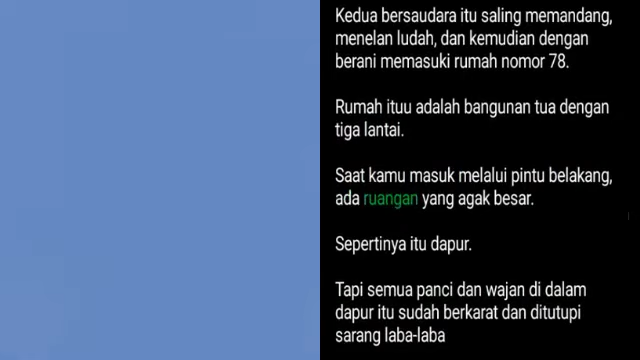 Kedua bersaudara itu saling memandang,
menelan ludah, dan kemudian dengan
berani memasuki rumah nomor 78.
Rumah ituu adalah bangunan tua dengan
tiga lantai.
Saat kamu masuk melalui pintu belakang,
ada ruangan yang agak besar.
Sepertinya itu dapur.
Tapi semua panci dan wajan di dalam
dapur itu sudah berkarat dan ditutupi
sarang laba-laba